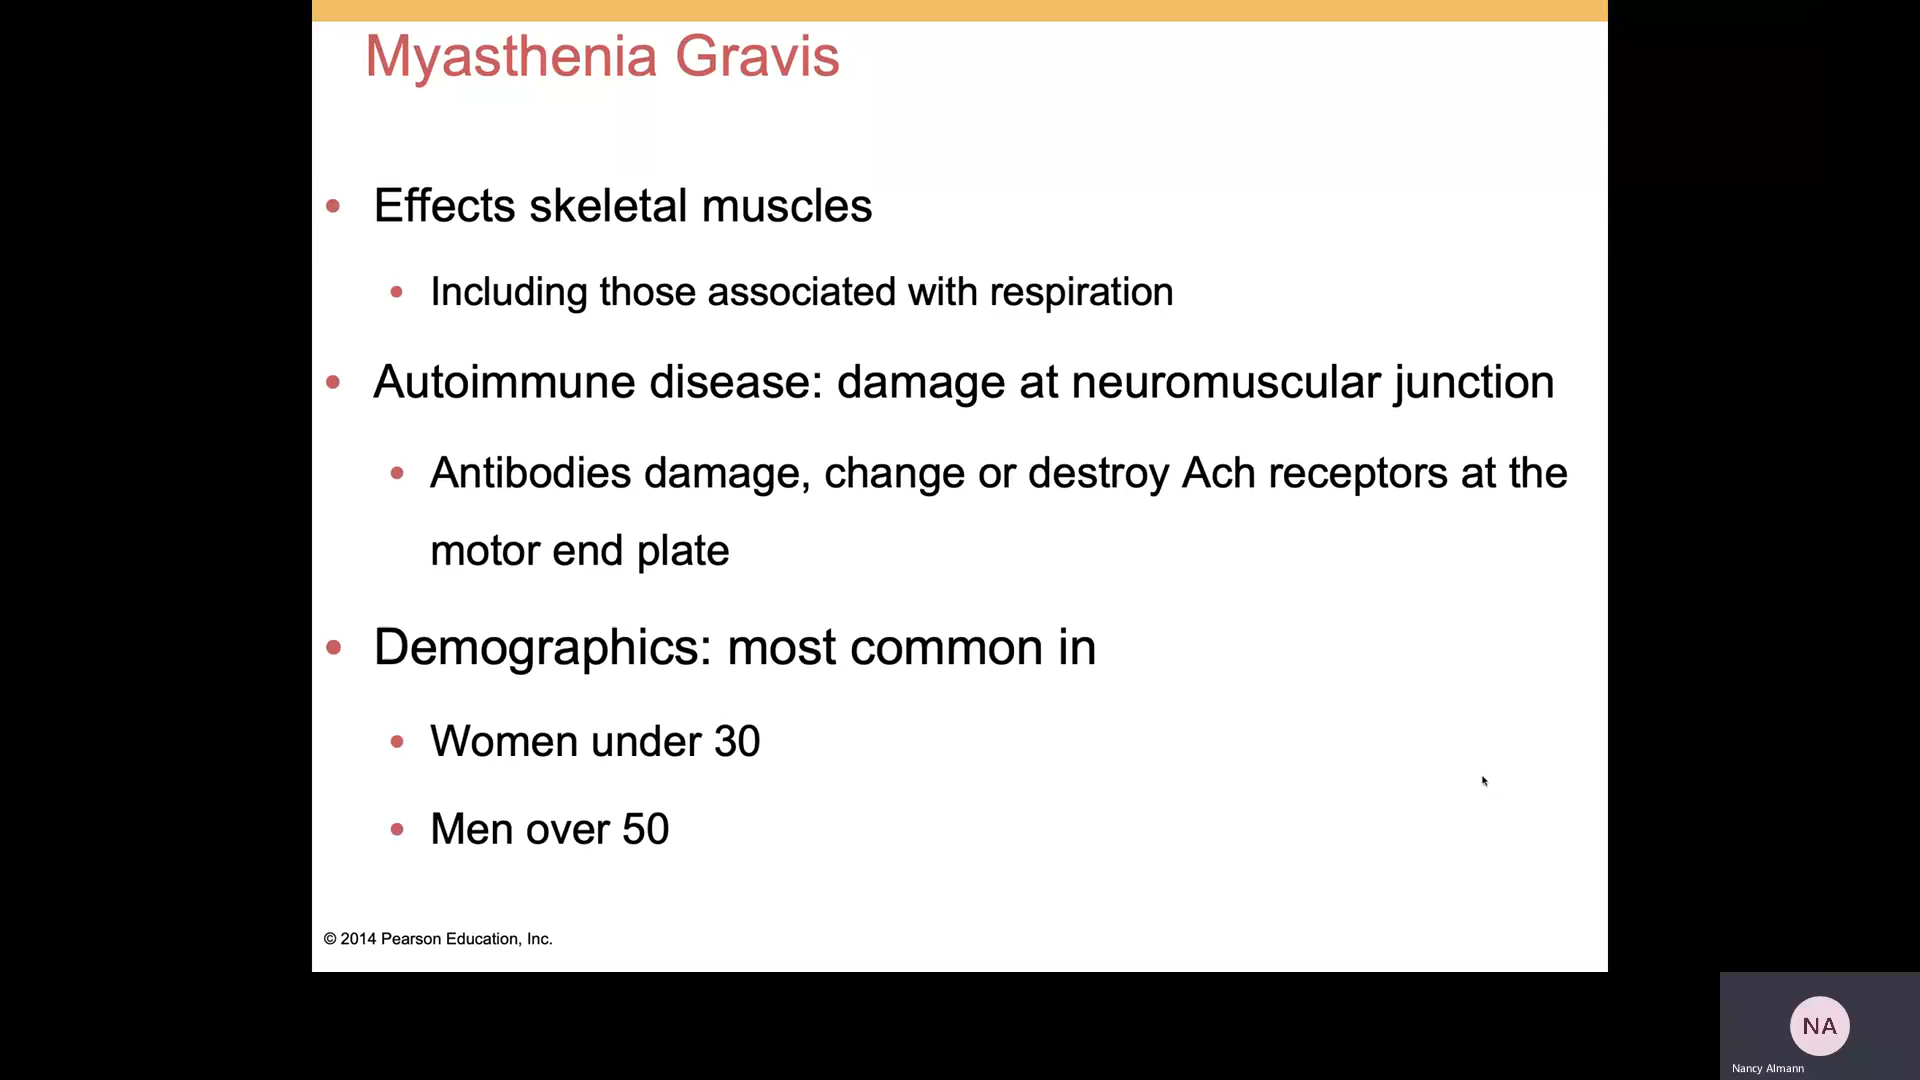 Myasthenia Gravis
• Effects skeletal muscles
• Including those associated with respiration
• Autoimmune disease: damage at neuromuscular junction
• Antibodies damage, change or destroy Ach receptors at the
motor end plate
• Demographics: most common in
• Women under 30
• Men over 50
© 2014 Pearson Education, Inc.
NA
Nancy Almann